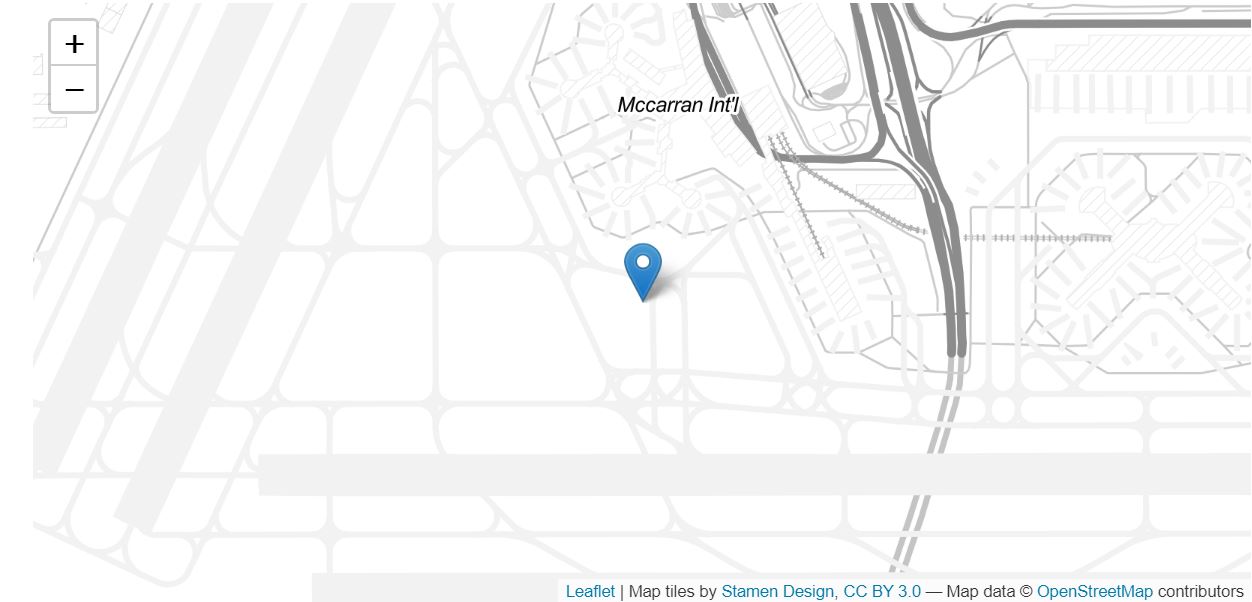 +
Mccarran Int'l
−
Leaflet | Map tiles by Stamen Design, CC BY 3.0 — Map data © OpenStreetMap contributors